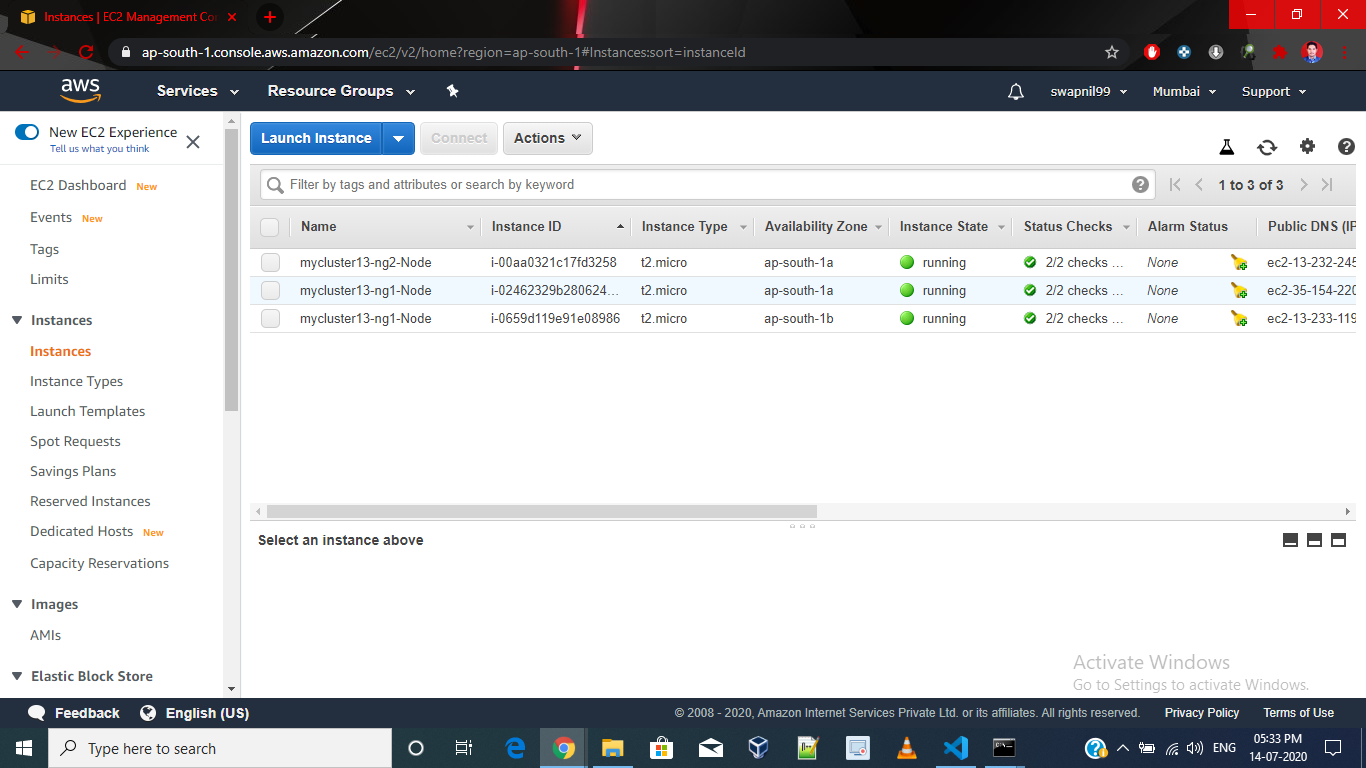 Instances | EC2 Management Co
ap-south-1.console.aws.amazon.com/ec2/v2/home?region=ap-south-1#Instances:sort=instanceId
aws Services Resource Groups swapnil99 Mumbai Support
New EC2 Experience
Tell us what you think
Launch Instance Connect Actions
Filter by tags and attributes or search by keyword 1 to 3 of 3
EC2 Dashboard New
Events New
Tags
Limits
Instances
Instances
Instance Types
Launch Templates
Spot Requests
Savings Plans
Reserved Instances
Dedicated Hosts New
Capacity Reservations
Images
AMIs
Elastic Block Store
Name Instance ID Instance Type Availability Zone Instance State Status Checks Alarm Status Public DNS (IP
mycluster13-ng2-Node i-00aa0321c17fd3258 t2.micro ap-south-1a running 2/2 checks ... None ec2-13-232-245
mycluster13-ng1-Node i-02462329b280624... t2.micro ap-south-1a running 2/2 checks ... None ec2-35-154-220
mycluster13-ng1-Node i-0659d119e91e08986 t2.micro ap-south-1b running 2/2 checks ... None ec2-13-233-119
Select an instance above
Activate Windows
Go to Settings to activate Windows.
Feedback English (US) © 2008 - 2020, Amazon Internet Services Private Ltd. or its affiliates. All rights reserved. Privacy Policy Terms of Use
Type here to search
ENG
05:33 PM
14-07-2020